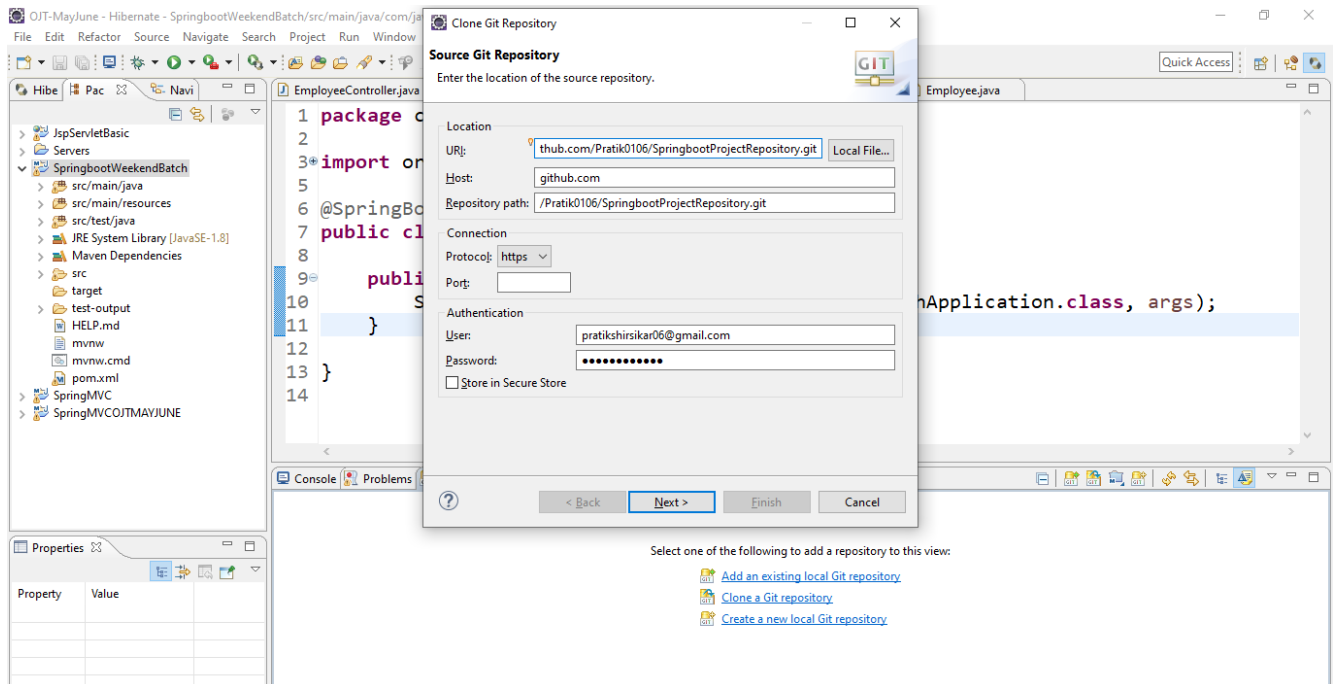 OJT-MayJune - Hibernate - SpringbootWeekendBatch/src/main/java/com/ja
File Edit Refactor Source Navigate Search Project Run Window
Quick Access
Hibe Pac Navi
JspServletBasic
Servers
SpringbootWeekendBatch
src/main/java
src/main/resources
src/test/java
JRE System Library [JavaSE-1.8]
Maven Dependencies
src
target
test-output
HELP.md
mvnw
mvnw.cmd
pom.xml
SpringMVC
SpringMVCOJTMAYJUNE
Properties
Property Value
EmployeeController.java
Employee.java
1 package c
2
3 import or
5
6 @SpringBo
7 public cl
8
9 publi
10 S nApplication.class, args);
11 }
12
13 }
14
Clone Git Repository
Source Git Repository
Enter the location of the source repository.
GIT
Location
URI: thub.com/Pratik0106/SpringbootProjectRepository.git Local File...
Host: github.com
Repository path: /Pratik0106/SpringbootProjectRepository.git
Connection
Protocol: https
Port:
Authentication
User: pratikshirsikar06@gmail.com
Password: ●●●●●●●●●●●●
Store in Secure Store
< Back Next > Finish Cancel
Console Problems
Select one of the following to add a repository to this view:
Add an existing local Git repository
Clone a Git repository
Create a new local Git repository